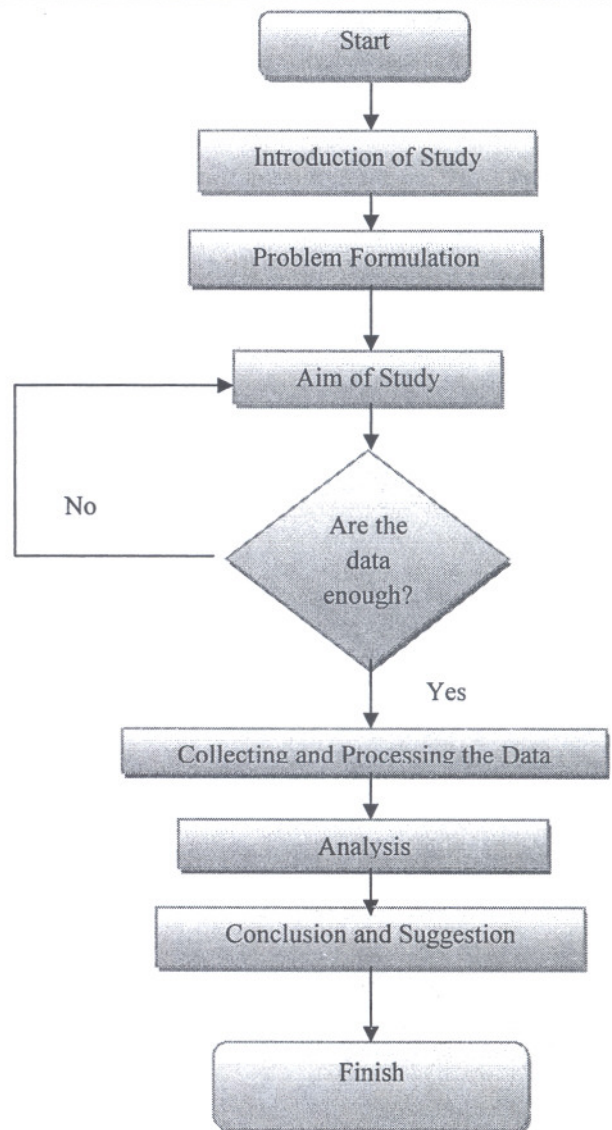 Start
Introduction of Study
Problem Formulation
Aim of Study
No
Are the
data
enough?
Yes
Collecting and Processing the Data
Analysis
Conclusion and Suggestion
Finish